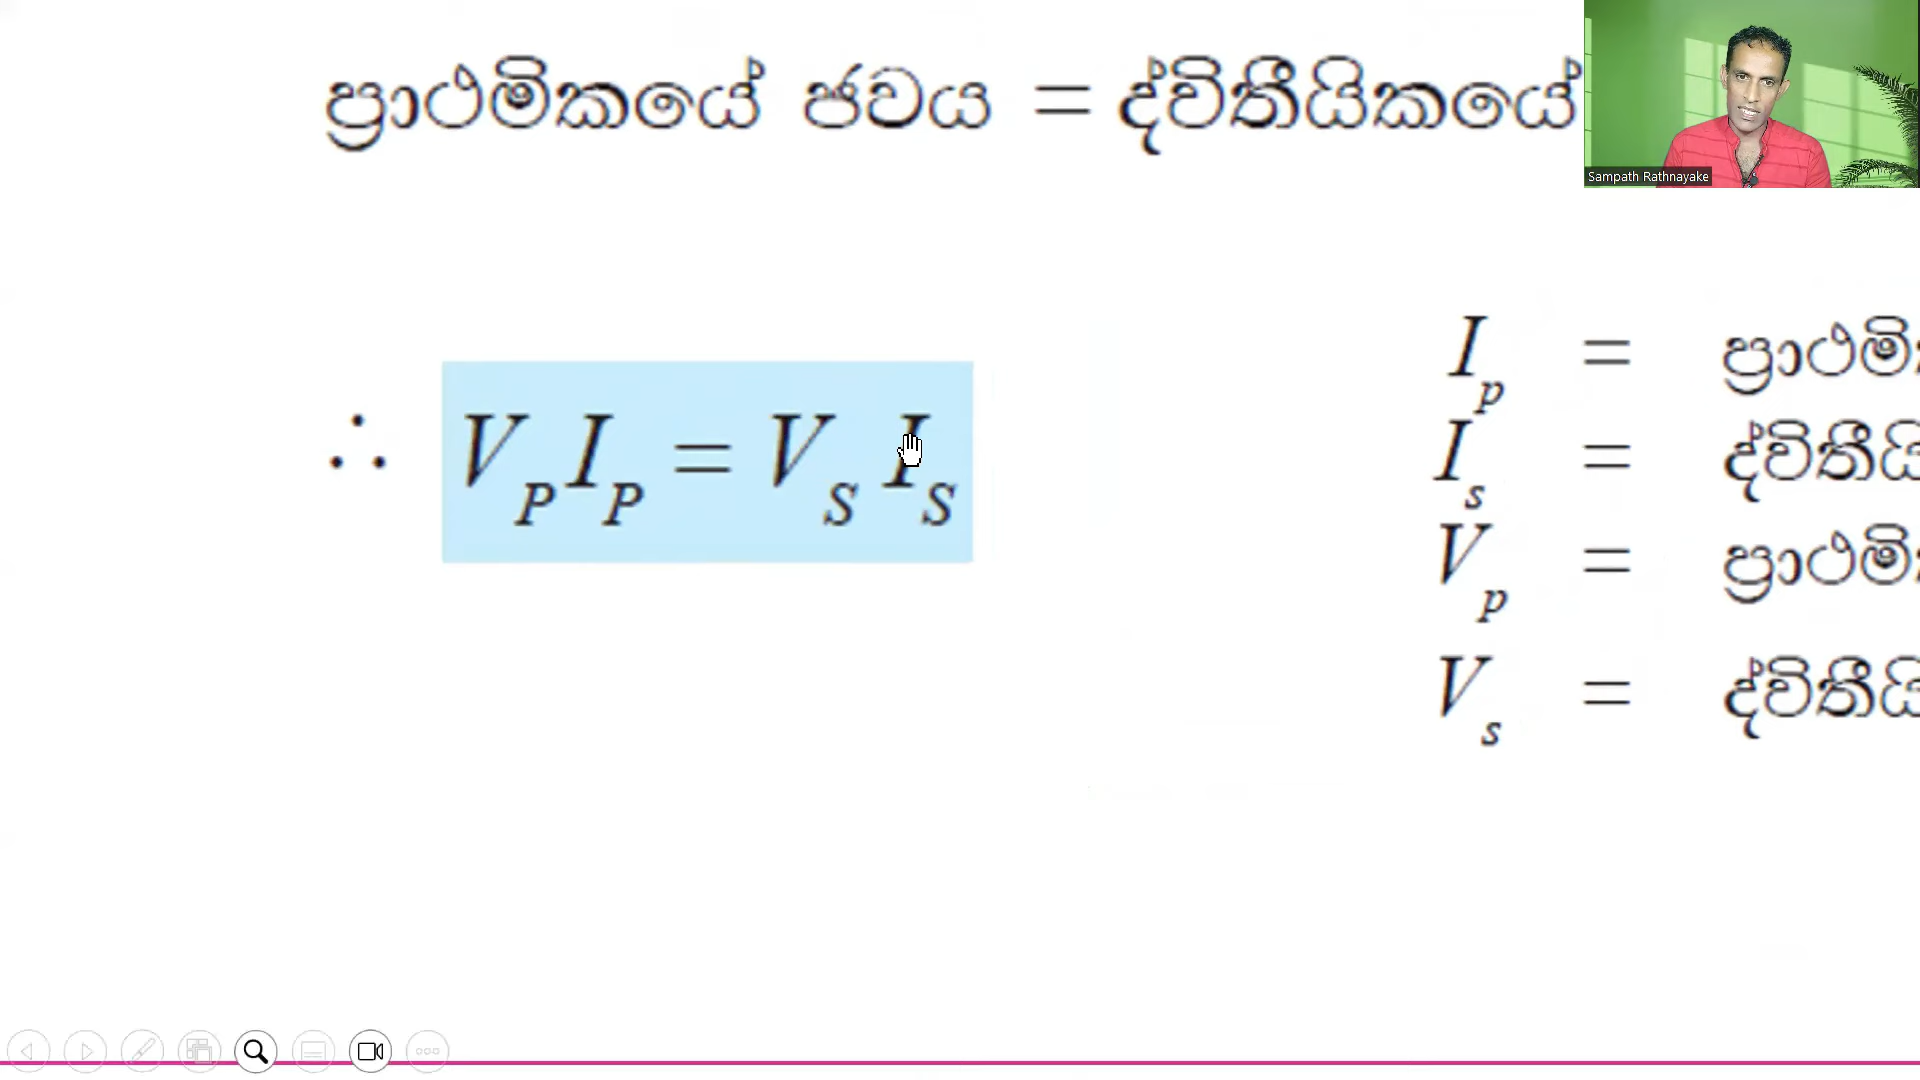 ප්‍රාථමිකයේ ජවය = ද්විතීයිකයේ
Sampath Rathnayake
∴ V_P I_P = V_S I_S
I_p =
I_s =
V_p =
V_s =